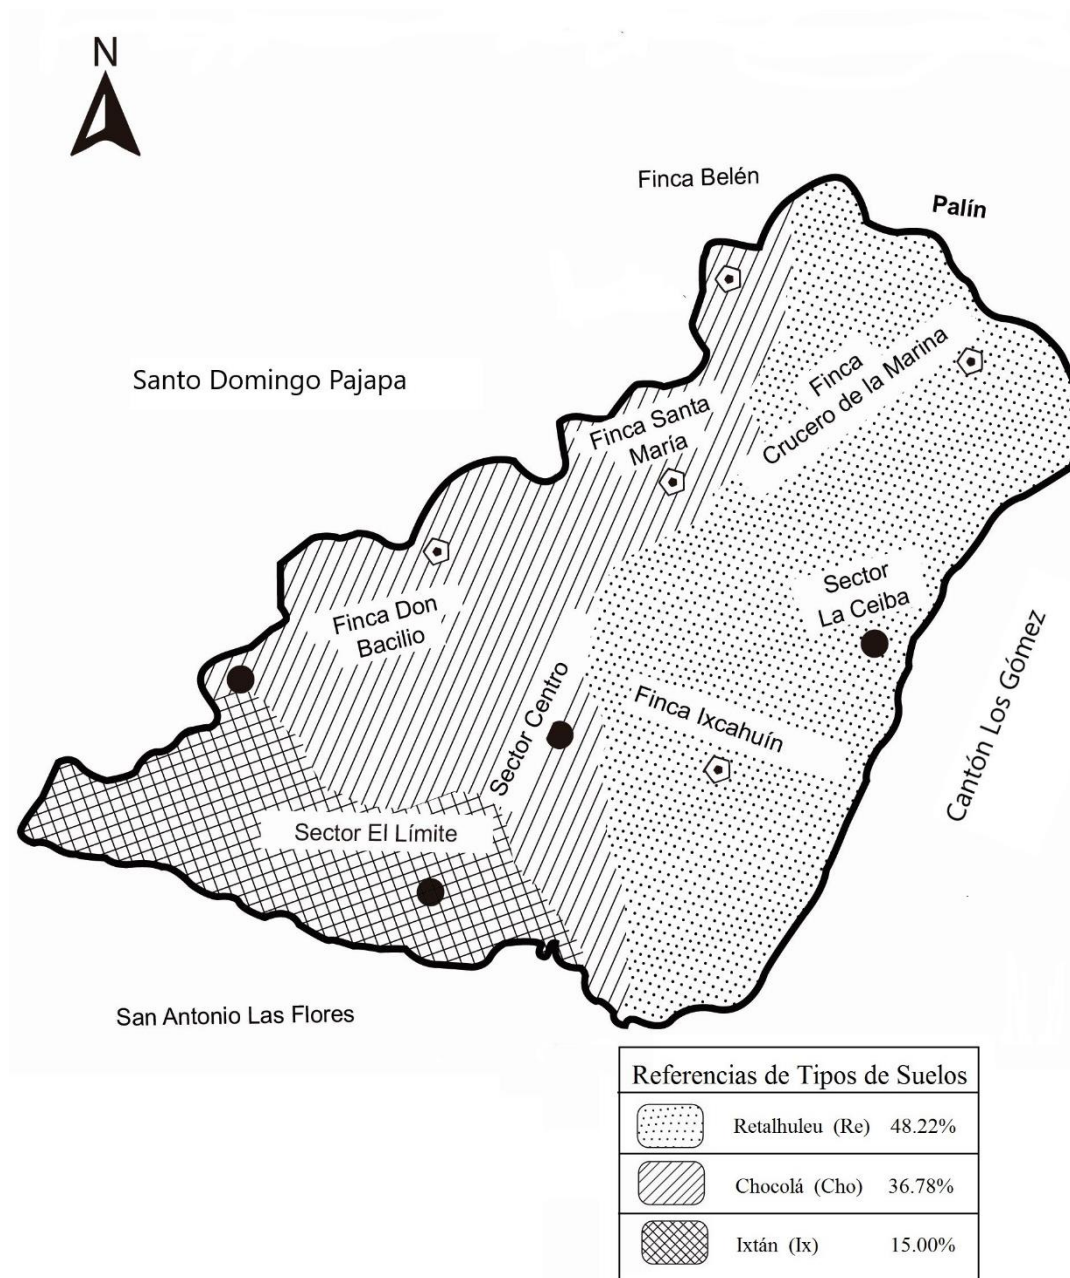 N
Finca Belén
Palín
Santo Domingo Pajapa
Finca
Crucero de la Marina
Finca Santa
María
Sector
La Ceiba
Finca Don
Bacilio
Sector Centro
Finca Ixcahuín
Cantón Los Gómez
Sector El Límite
San Antonio Las Flores
Referencias de Tipos de Suelos
Retalhuleu (Re) 48.22%
Chocolá (Cho) 36.78%
Ixtán (Ix) 15.00%